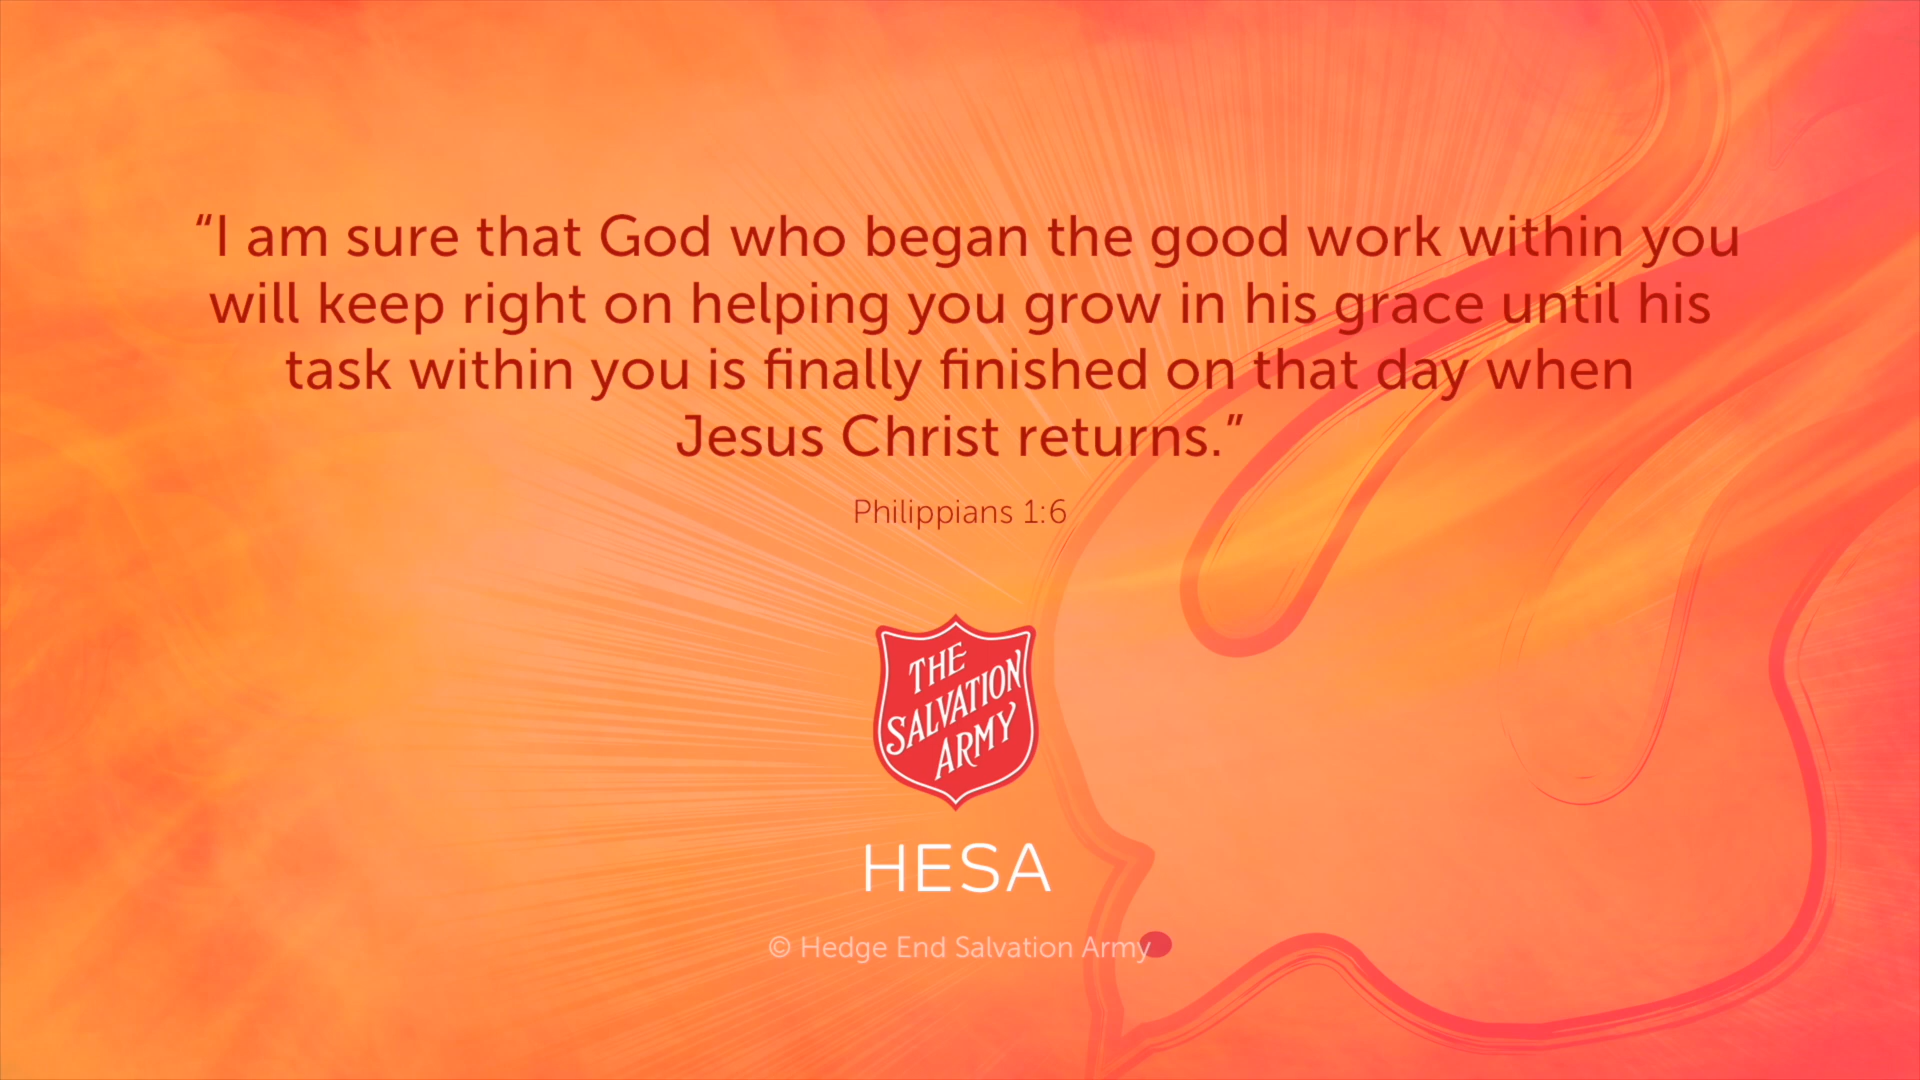 “I am sure that God who began the good work within you
will keep right on helping you grow in his grace until his
task within you is finally finished on that day when
Jesus Christ returns.”
Philippians 1:6
THE
SALVATION
ARMY
HESA
© Hedge End Salvation Army